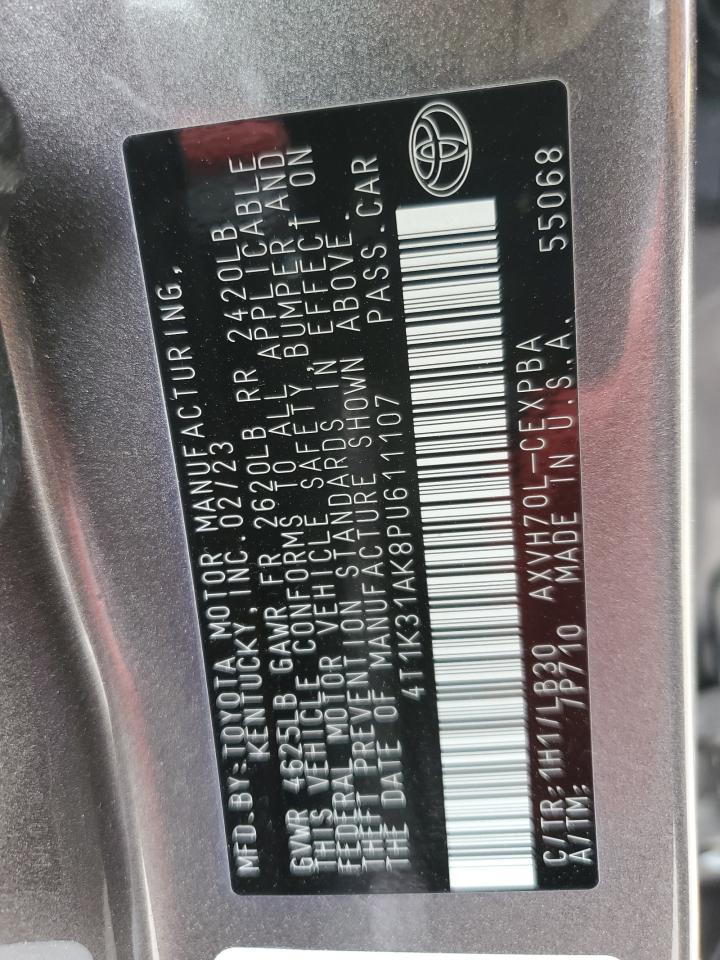 MFD.BY:TOYOTA MOTOR MANUFACTURING,
KENTUCKY, INC. 02/23
GVWR 4625LB GAWR FR 2620LB RR 2420LB
THIS VEHICLE CONFORMS TO ALL APPLICABLE
FEDERAL MOTOR VEHICLE SAFETY, BUMPER, AND
THEFT PREVENTION STANDARDS IN EFFECT ON
THE DATE OF MANUFACTURE SHOWN ABOVE.
4T1K31AK8PU611107 PASS.CAR
C/TR:1H1/LB30 AXVH70L-CEXPBA 55068
A/TM: 7P710 MADE IN U.S.A.